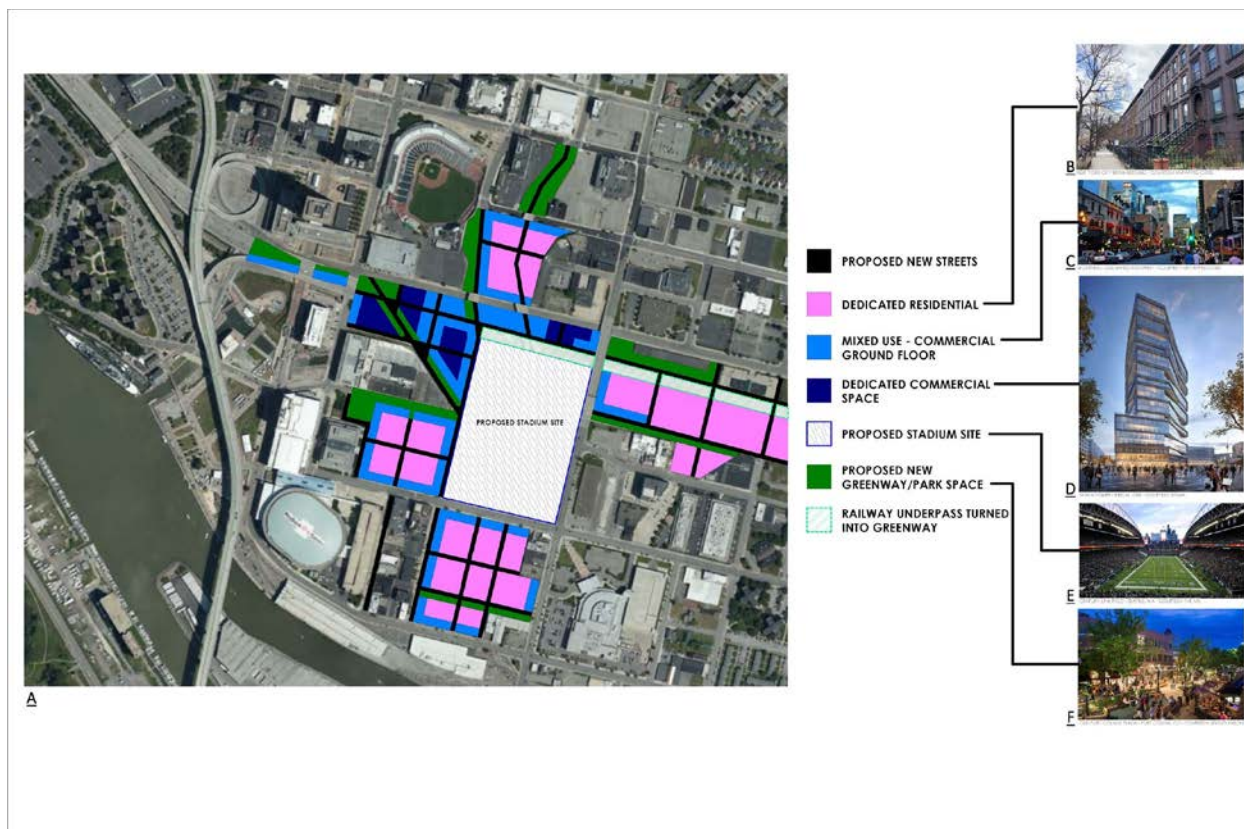 PROPOSED STADIUM SITE
A
PROPOSED NEW STREETS
DEDICATED RESIDENTIAL
MIXED USE - COMMERCIAL
GROUND FLOOR
DEDICATED COMMERCIAL
SPACE
PROPOSED STADIUM SITE
PROPOSED NEW
GREENWAY/PARK SPACE
RAILWAY UNDERPASS TURNED
INTO GREENWAY
B
C
D
E
F